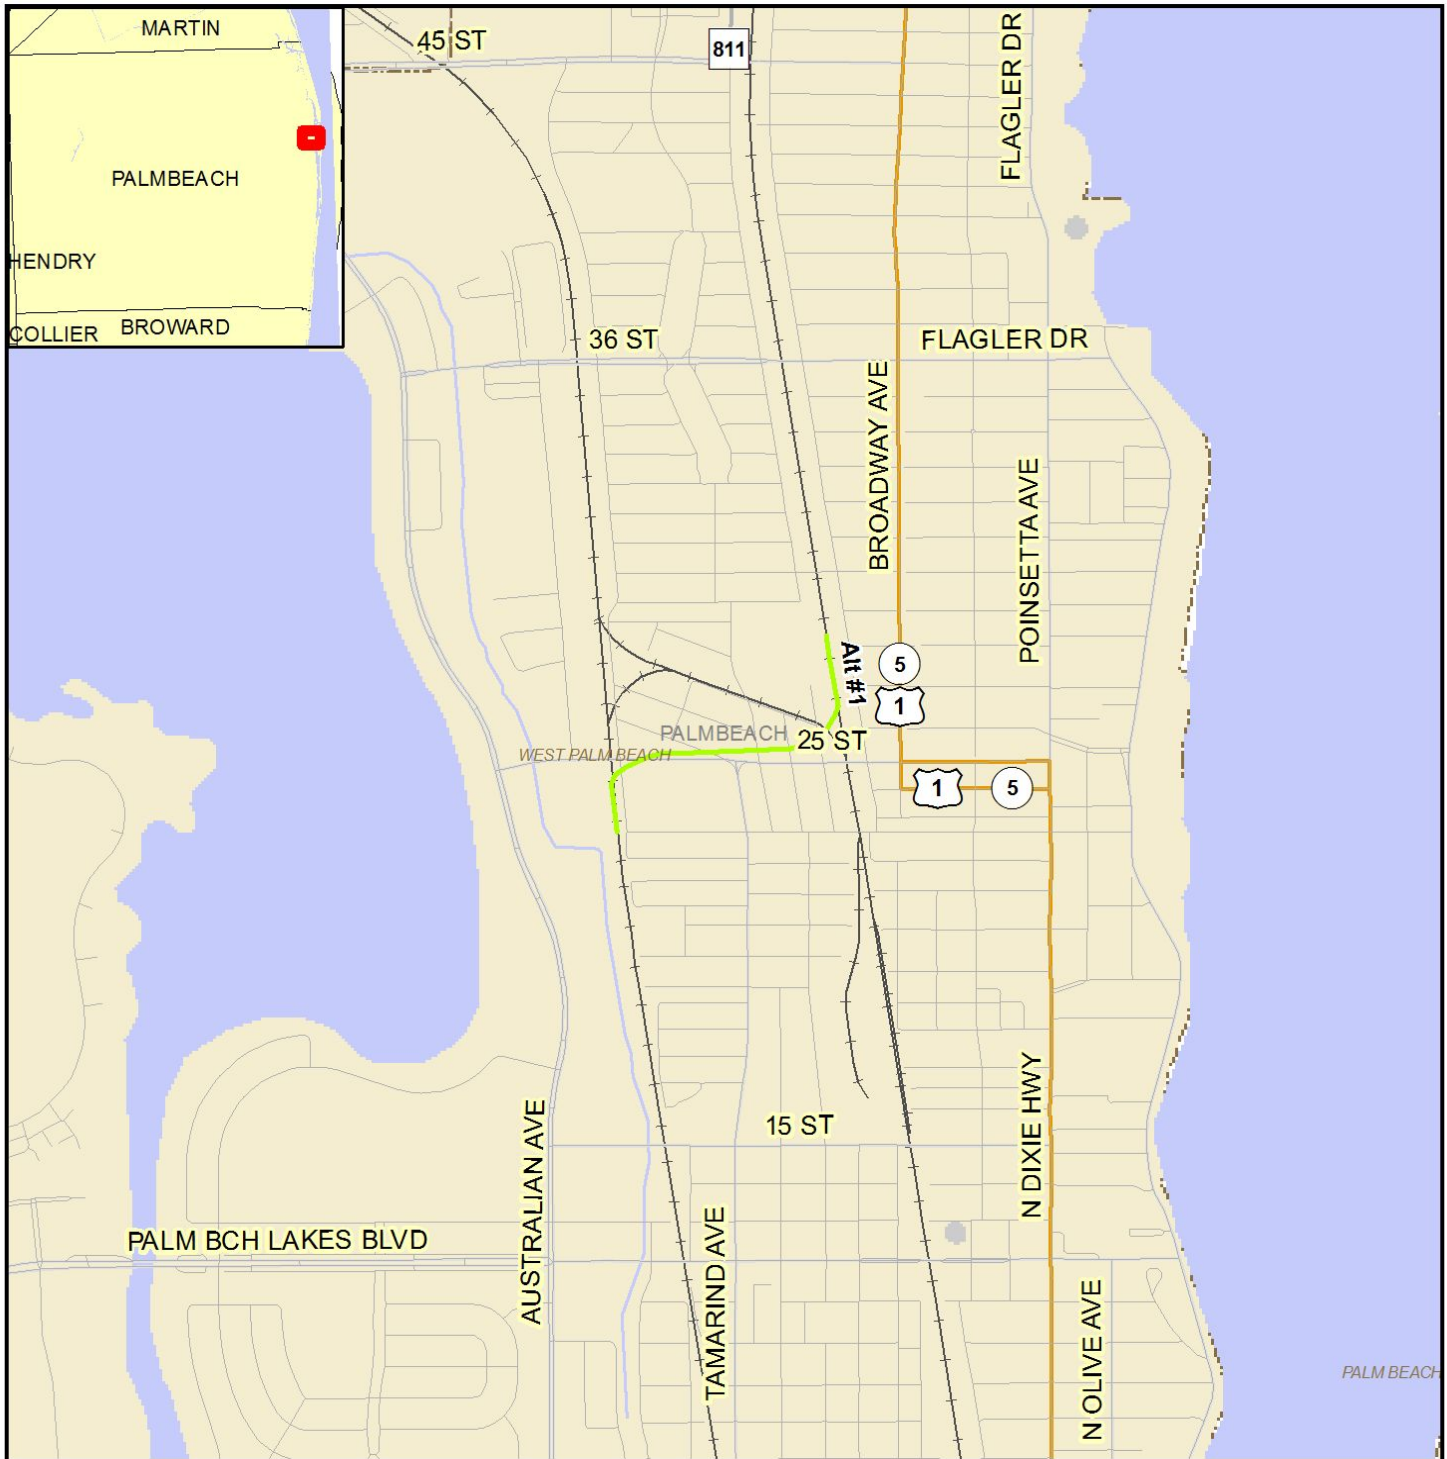 MARTIN
PALMBEACH
HENDRY
COLLIER
BROWARD
45 ST
811
FLAGLER DR
36 ST
FLAGLER DR
BROADWAY AVE
POINSETTA AVE
Alt #1
5
1
PALMBEACH
25 ST
WEST PALM BEACH
1
5
15 ST
N DIXIE HWY
AUSTRALIAN AVE
PALM BCH LAKES BLVD
TAMARIND AVE
N OLIVE AVE
PALM BEACH